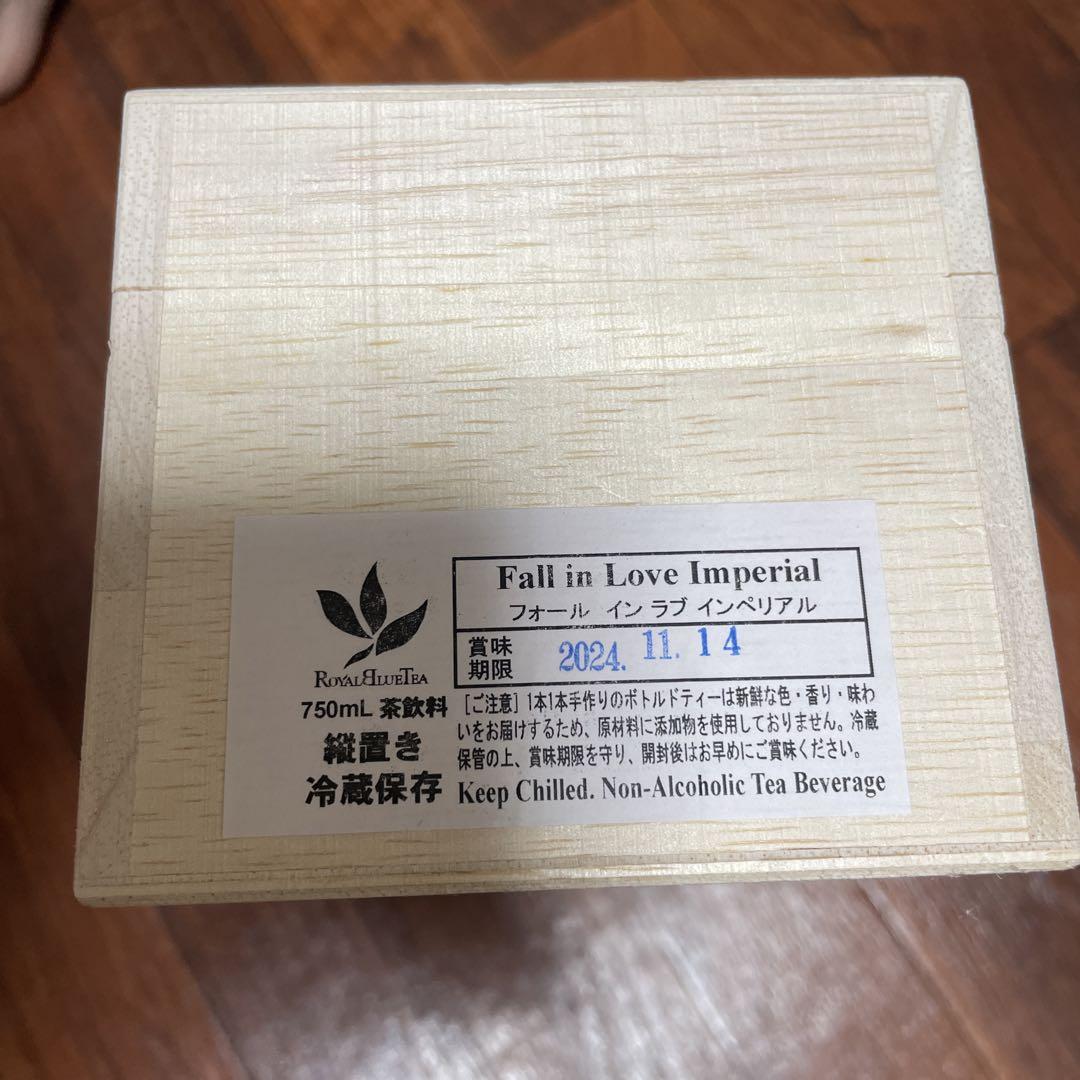 Fall in Love Imperial
フォール イン ラブ インペリアル
賞味
期限
2024. 11. 14
ROYALBLUETEA
750mL 茶飲料
縦置き
冷蔵保存
[ご注意] 1本1本手作りのボトルドティーは新鮮な色・香り・味わ
いをお届けするため、原材料に添加物を使用しておりません。冷蔵
保管の上、賞味期限を守り、開封後はお早めにご賞味ください。
Keep Chilled. Non-Alcoholic Tea Beverage